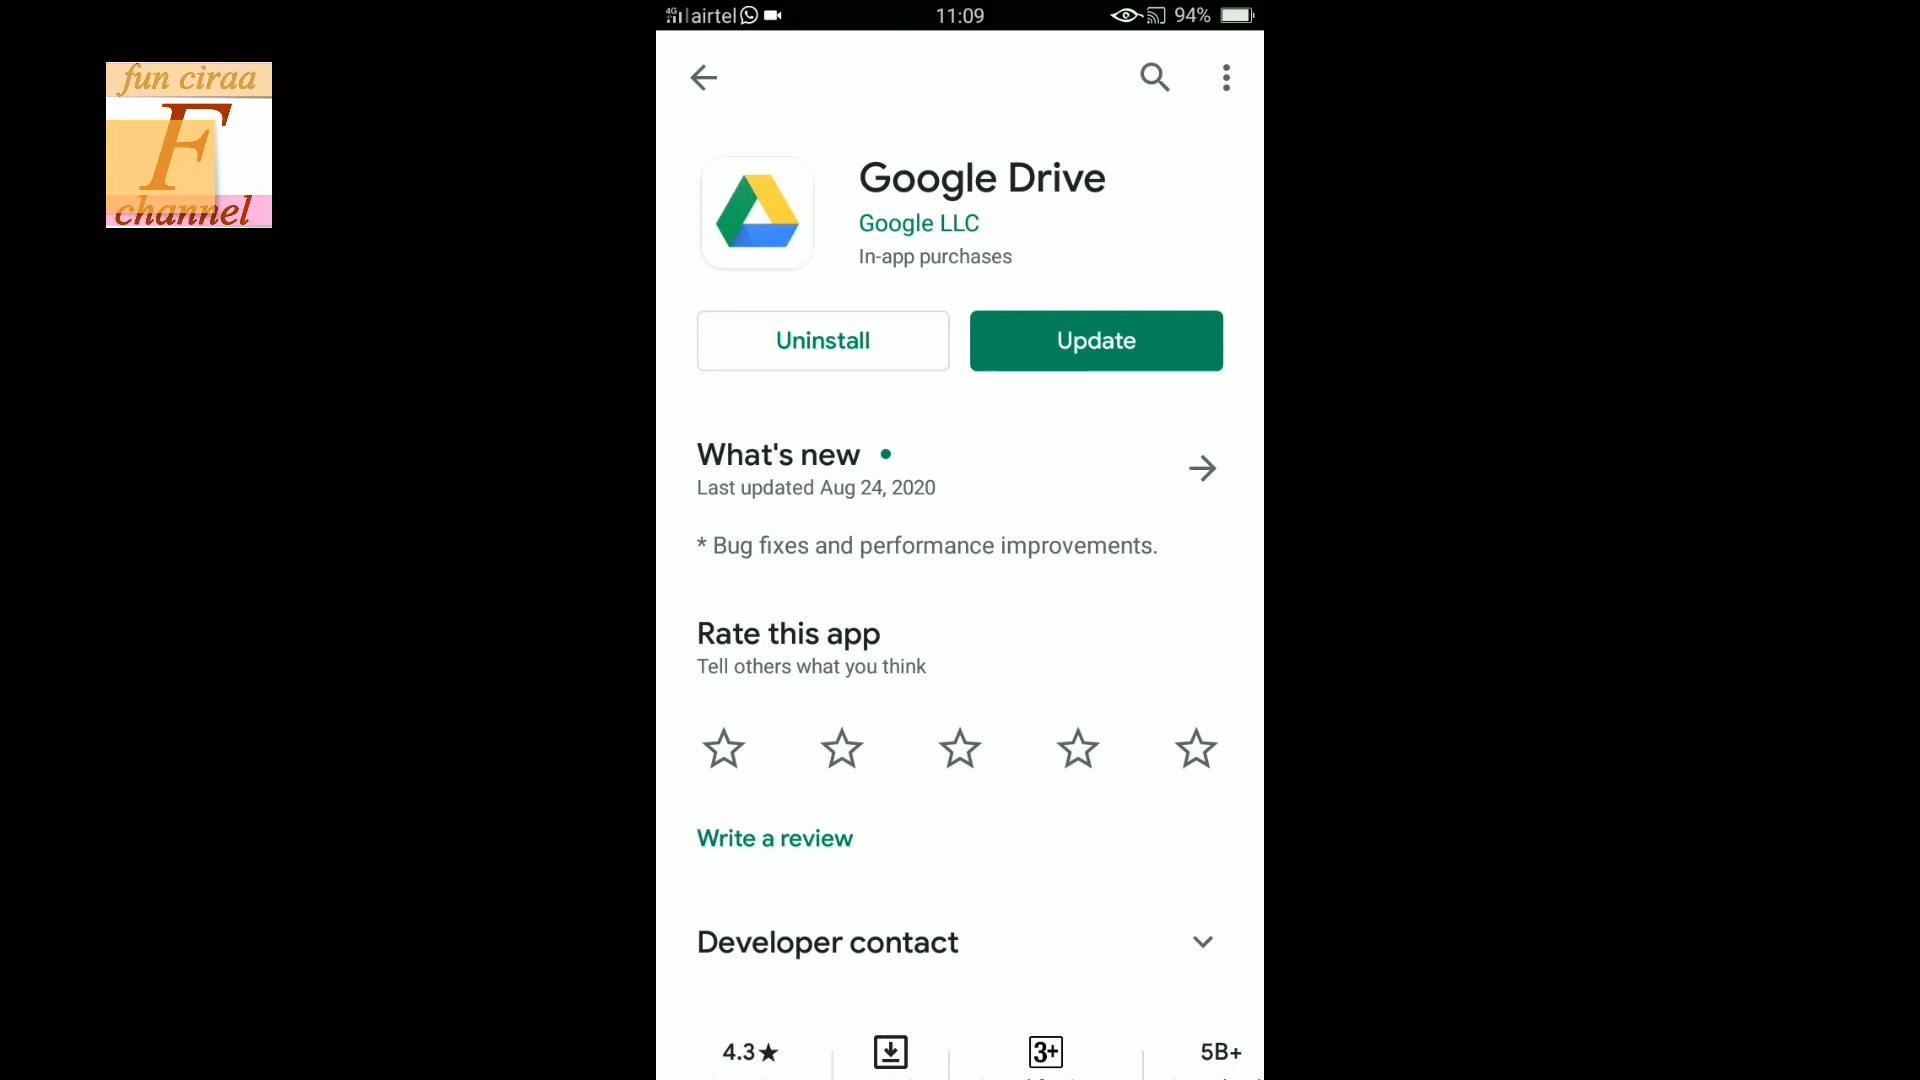 4G airtel 11:09 94%
fun ciraa
F
channel
Google Drive
Google LLC
In-app purchases
Uninstall
Update
What's new
Last updated Aug 24, 2020
* Bug fixes and performance improvements.
Rate this app
Tell others what you think
Write a review
Developer contact
4.3★
3+
5B+